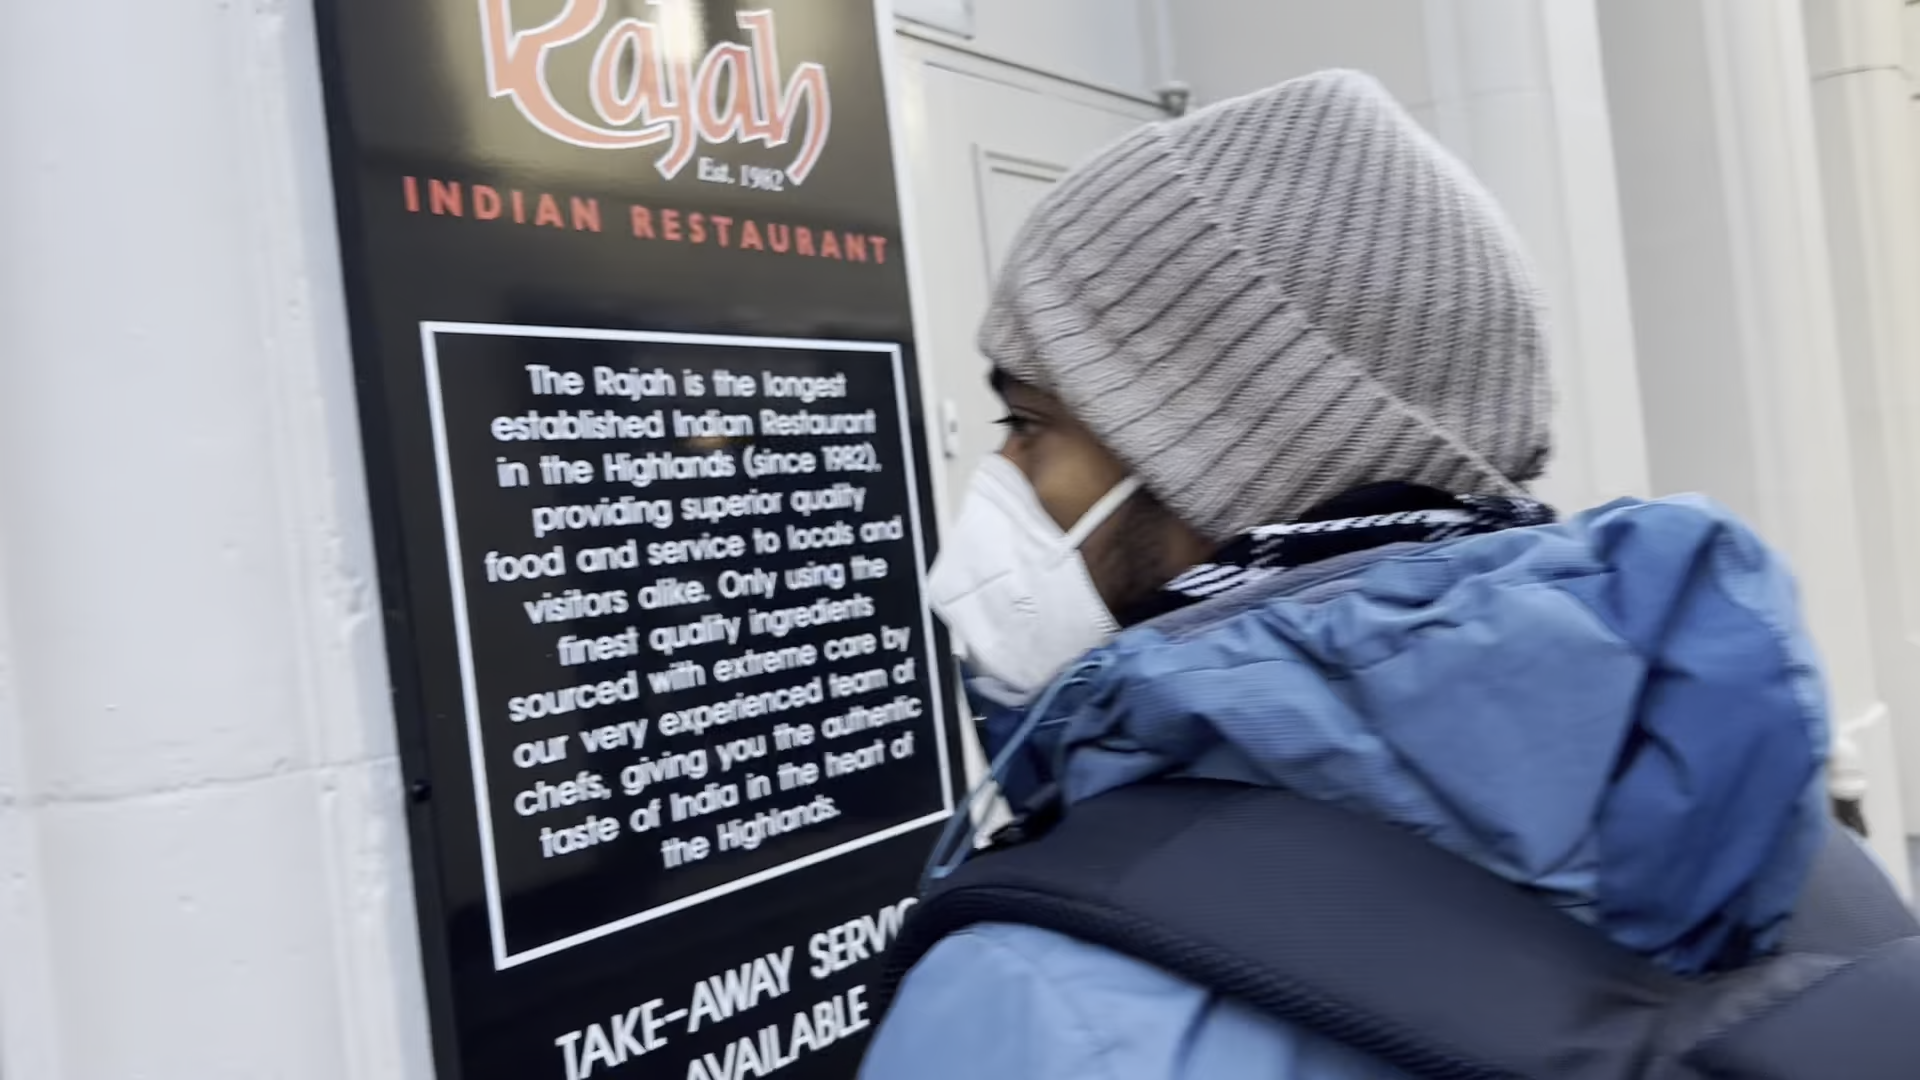 Rajah
Est. 1982
INDIAN RESTAURANT
The Rajah is the longest
established Indian Restaurant
in the Highlands (since 1982),
providing superior quality
food and service to locals and
visitors alike. Only using the
finest quality ingredients
sourced with extreme care by
our very experienced team of
chefs, giving you the authentic
taste of India in the heart of
the Highlands.
TAKE-AWAY
AVAILABLE